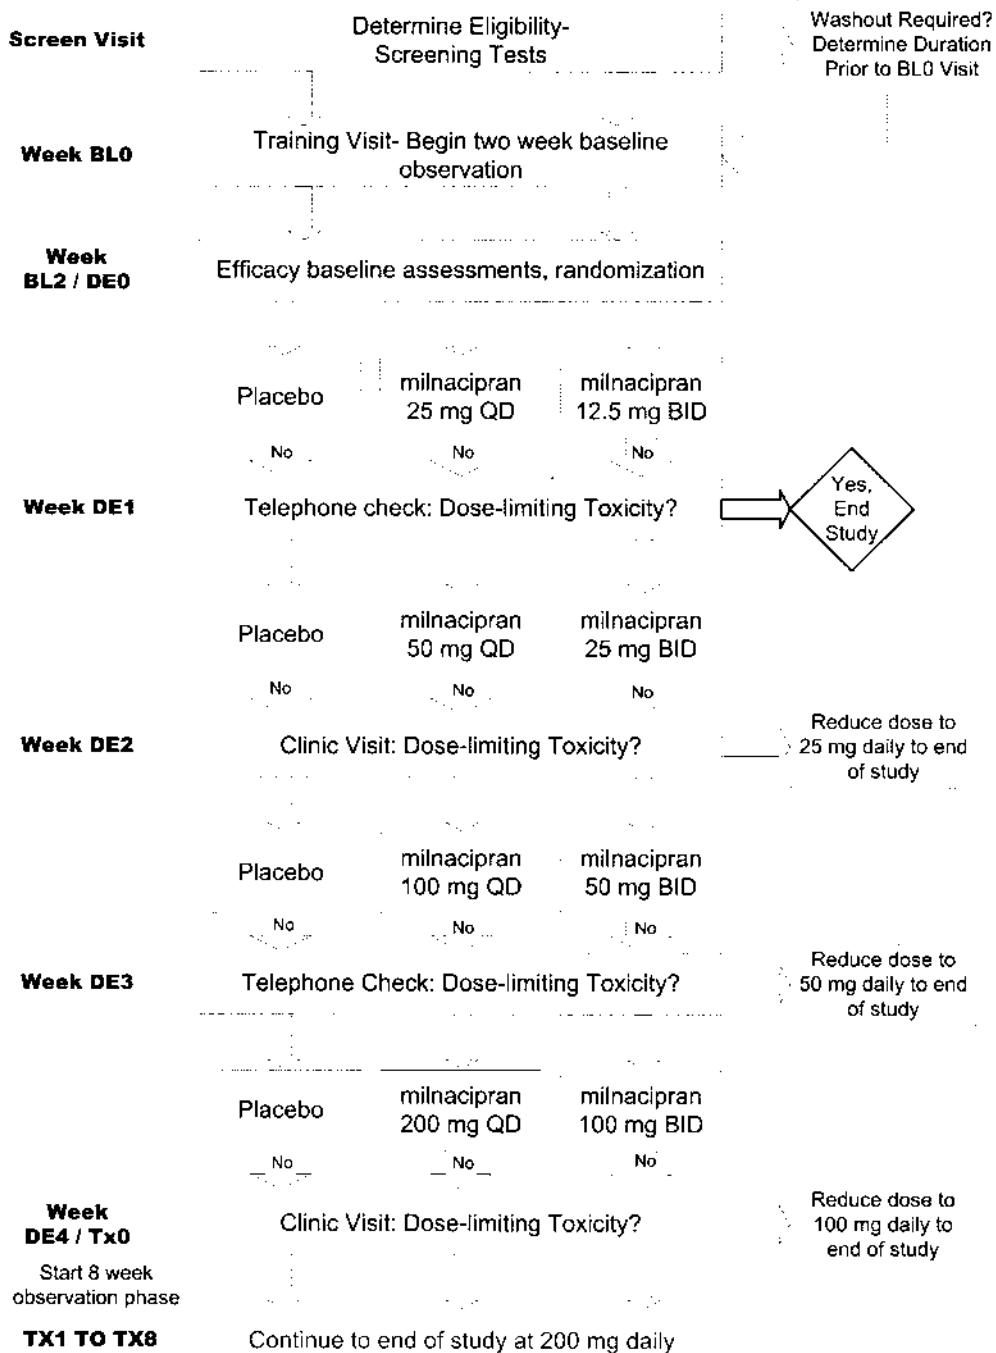 Screen Visit
Determine Eligibility-
Screening Tests
Washout Required?
Determine Duration
Prior to BL0 Visit
Week BL0
Training Visit- Begin two week baseline
observation
Week
BL2 / DE0
Efficacy baseline assessments, randomization
Placebo
milnacipran
25 mg QD
milnacipran
12.5 mg BID
No
No
No
Week DE1
Telephone check: Dose-limiting Toxicity?
Yes,
End
Study
Placebo
milnacipran
50 mg QD
milnacipran
25 mg BID
No
No
No
Week DE2
Clinic Visit: Dose-limiting Toxicity?
Reduce dose to
25 mg daily to end
of study
Placebo
milnacipran
100 mg QD
milnacipran
50 mg BID
No
No
No
Week DE3
Telephone Check: Dose-limiting Toxicity?
Reduce dose to
50 mg daily to end
of study
Placebo
milnacipran
200 mg QD
milnacipran
100 mg BID
No
No
No
Week
DE4 / Tx0
Clinic Visit: Dose-limiting Toxicity?
Reduce dose to
100 mg daily to
end of study
Start 8 week
observation phase
TX1 TO TX8
Continue to end of study at 200 mg daily